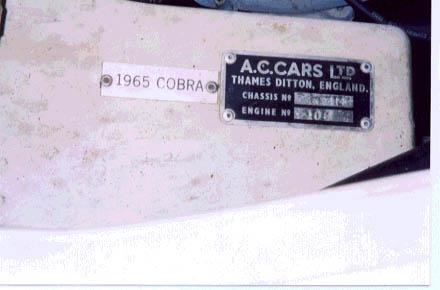 1965 COBRA
A.C.CARS LTD
THAMES DITTON, ENGLAND.
CHASSIS Nº
ENGINE Nº